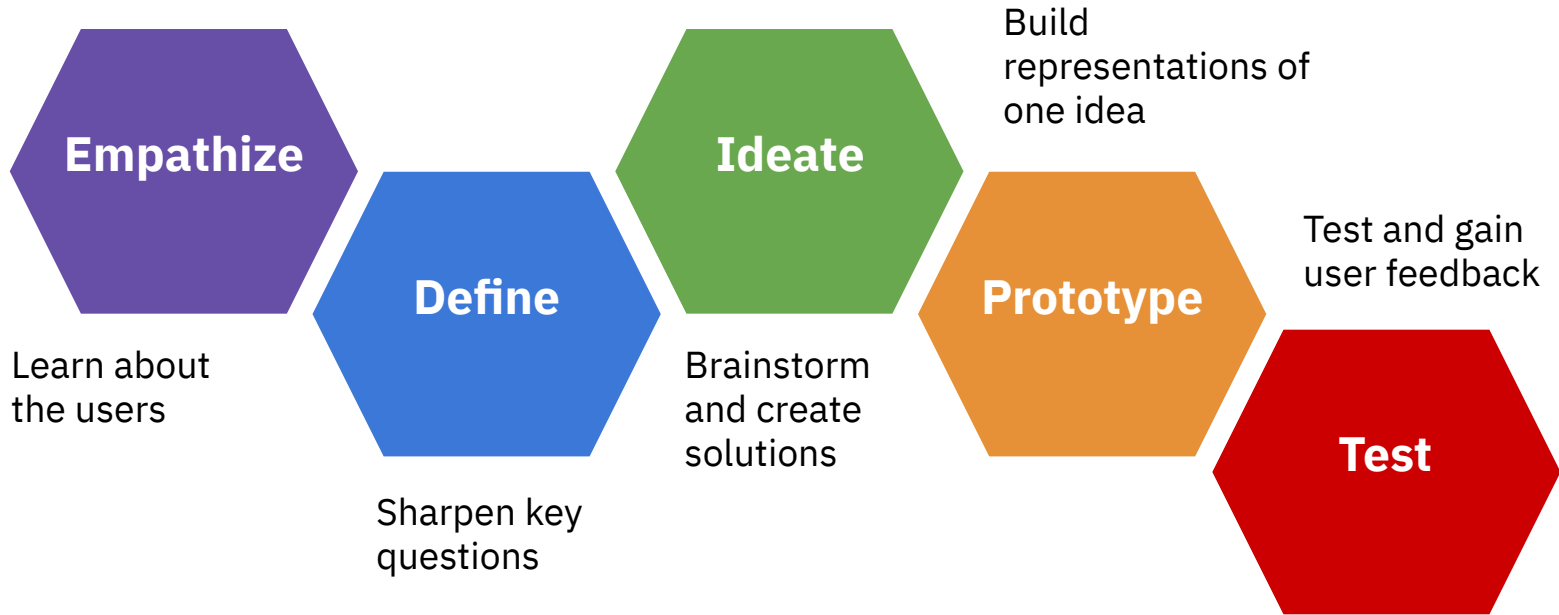 Empathize
Learn about
the users
Define
Sharpen key
questions
Ideate
Brainstorm
and create
solutions
Build
representations of
one idea
Prototype
Test and gain
user feedback
Test